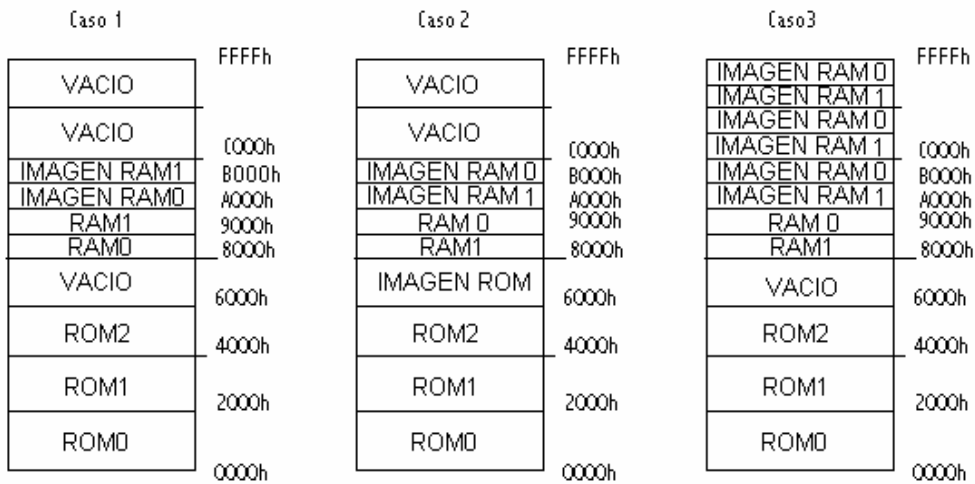 Caso 1
FFFFh
VACIO
VACIO
C000h
IMAGEN RAM1
B000h
IMAGEN RAM0
A000h
RAM1
9000h
RAM0
8000h
VACIO
6000h
ROM2
4000h
ROM1
2000h
ROM0
0000h
Caso 2
FFFFh
VACIO
VACIO
C000h
IMAGEN RAM 0
B000h
IMAGEN RAM 1
A000h
RAM 0
9000h
RAM1
8000h
IMAGEN ROM
6000h
ROM2
4000h
ROM1
2000h
ROM0
0000h
Caso3
FFFFh
IMAGEN RAM 0
IMAGEN RAM 1
IMAGEN RAM 0
IMAGEN RAM 1
C000h
IMAGEN RAM 0
B000h
IMAGEN RAM 1
A000h
RAM 0
9000h
RAM1
8000h
VACIO
6000h
ROM2
4000h
ROM1
2000h
ROM0
0000h